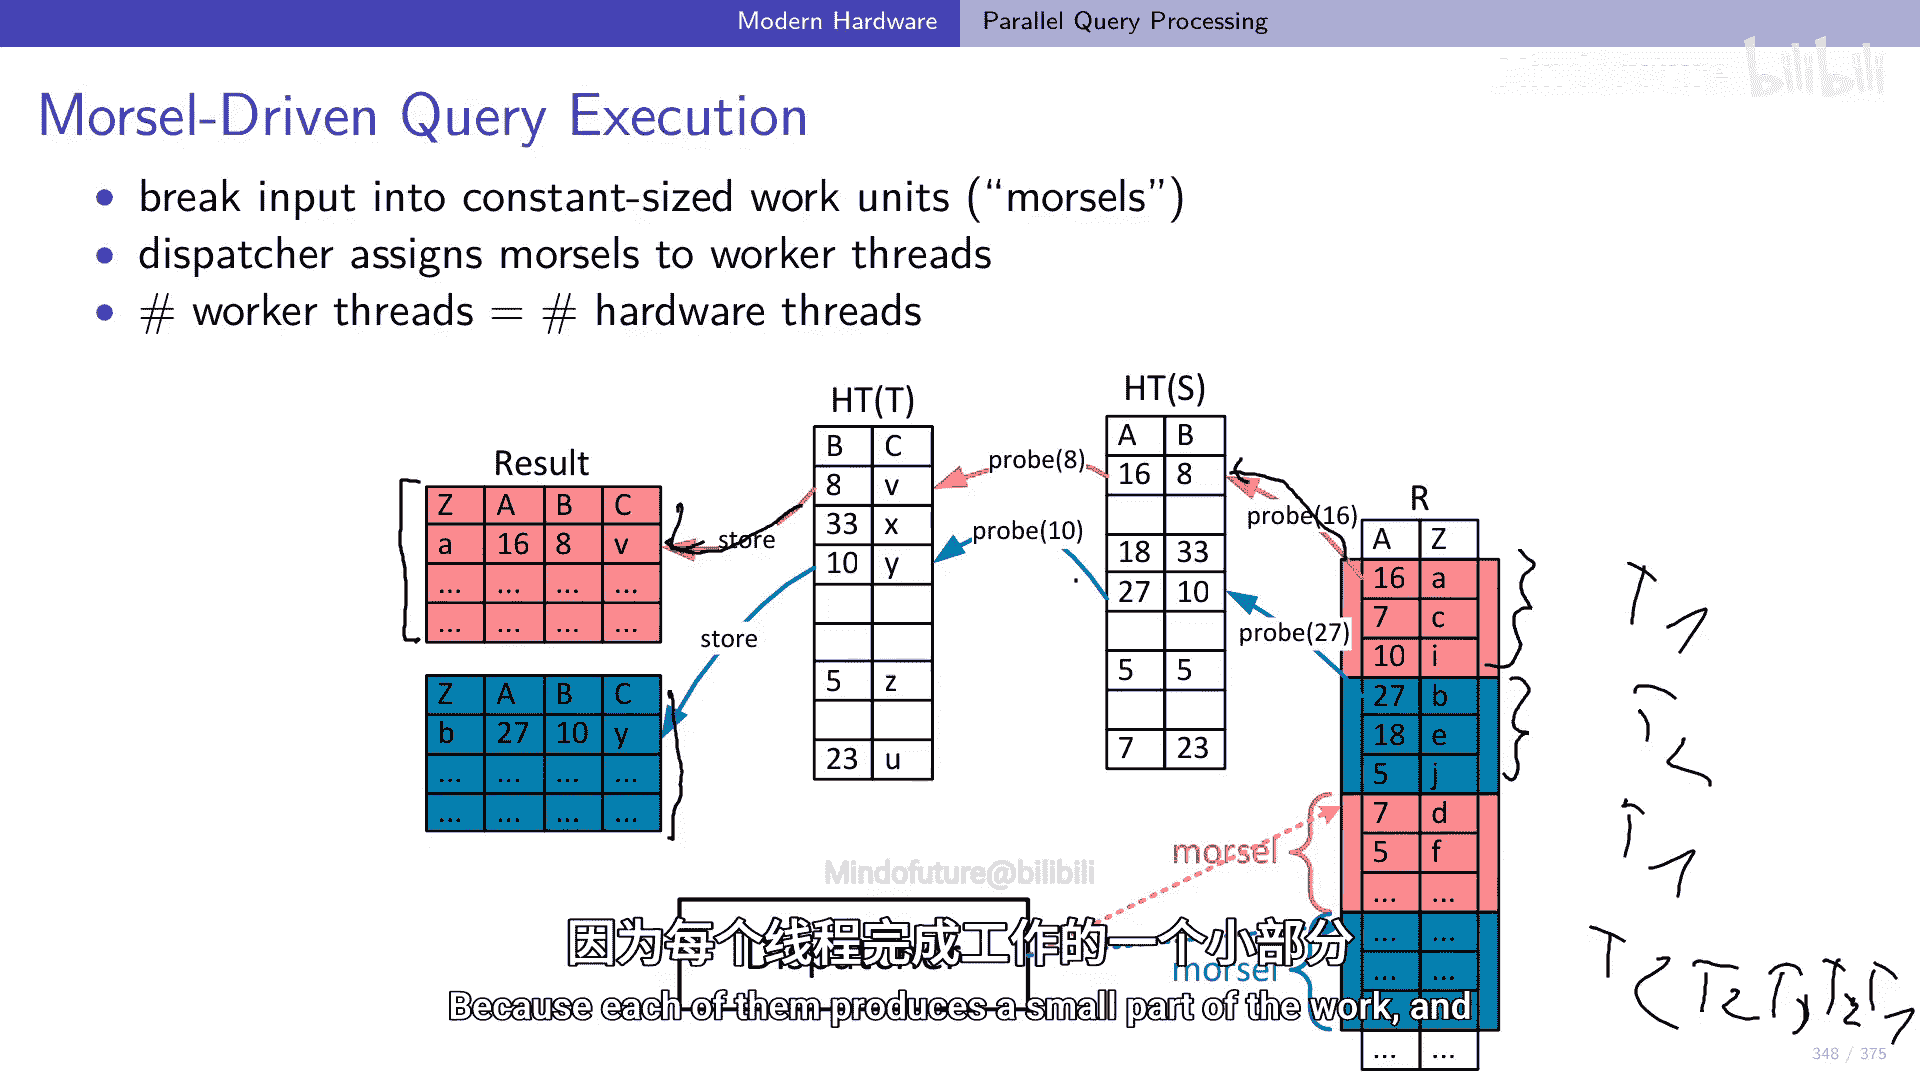 Modern Hardware Parallel Query Processing
bilibili
Morsel-Driven Query Execution
• break input into constant-sized work units (“morsels”)
• dispatcher assigns morsels to worker threads
• # worker threads = # hardware threads
Result
Z A B C
a 16 8 v
... ... ... ...
... ... ... ...
Z A B C
b 27 10 y
... ... ... ...
... ... ... ...
store
store
HT(T)
B C
8 v
33 x
10 y
5 z
23 u
probe(8)
probe(10)
HT(S)
A B
16 8
18 33
27 10
5 5
7 23
probe(16)
probe(27)
R
A Z
16 a
7 c
10 i
27 b
18 e
5 j
7 d
5 f
... ...
... ...
... ...
... ...
morsel
morsel
T1
T2
T1
Dispatcher
Mindofuture@bilibili
因为每个线程完成工作的一个小部分
Because each of them produces a small part of the work, and
348 / 375